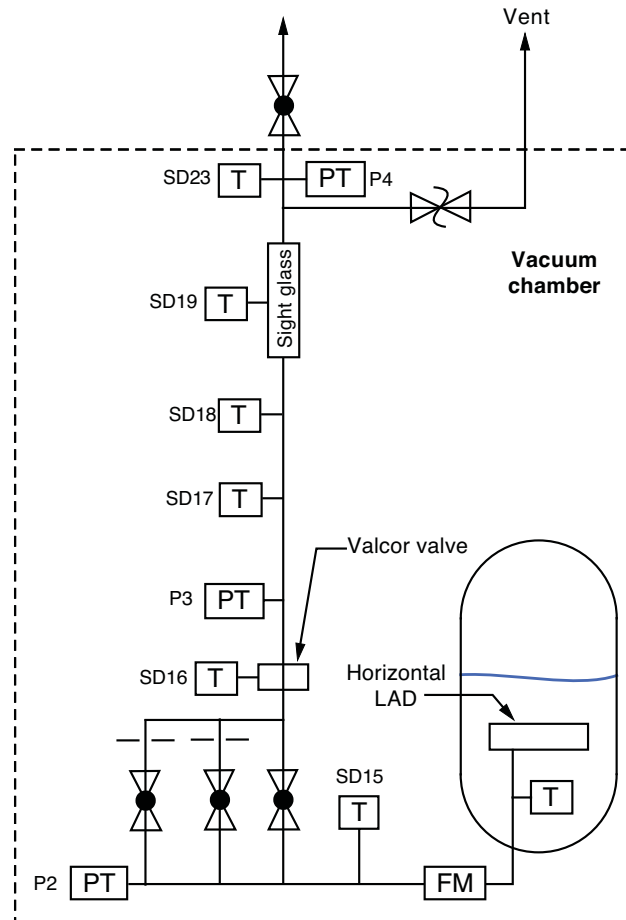 Vent
SD23
T
PT
P4
Vacuum
chamber
SD19
T
Sight glass
SD18
T
SD17
T
Valcor valve
P3
PT
SD16
T
Horizontal
LAD
SD15
T
T
P2
PT
FM